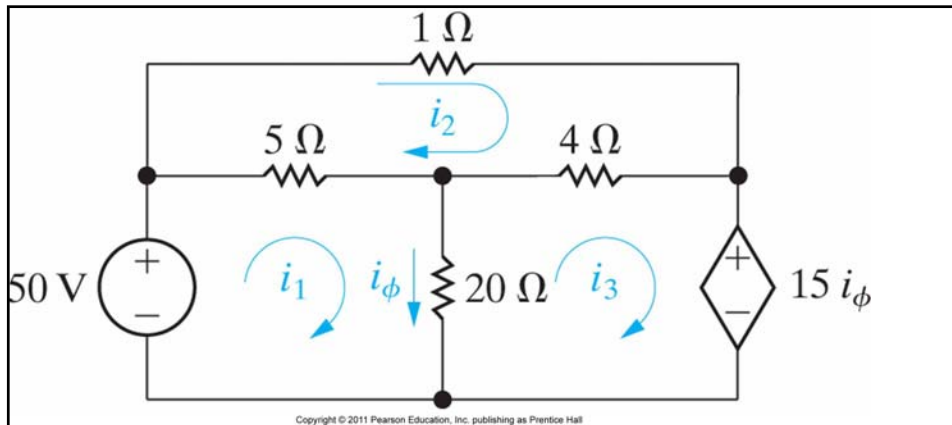 1 Ω
i₂
5 Ω
4 Ω
50 V
+
−
i₁
iϕ
20 Ω
i₃
+
−
15 iϕ
Copyright © 2011 Pearson Education, Inc. publishing as Prentice Hall